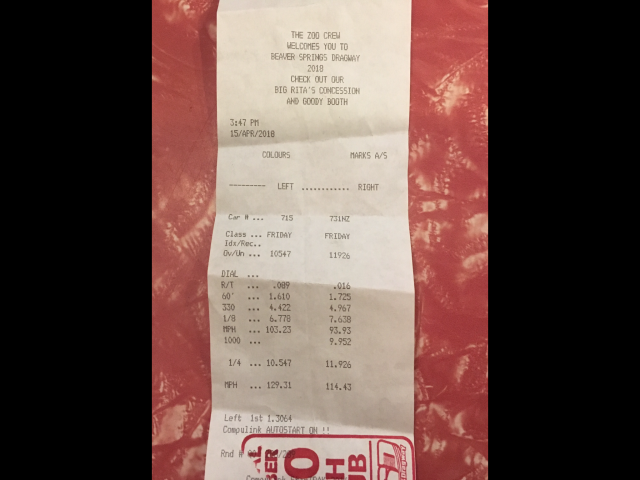 THE ZOO CREW
WELCOMES YOU TO
BEAVER SPRINGS DRAGWAY
2018
CHECK OUT OUR
BIG RITA'S CONCESSION
AND GOODY BOOTH
3:47 PM
15/APR/2018
COLOURS MARKS A/S
--------- LEFT ............ RIGHT
Car # ... 715 731NZ
Class ... FRIDAY FRIDAY
Idx/Rec..
Ov/Un ... 10547 11926
DIAL ...
R/T ... .089 .016
60' ... 1.610 1.725
330 ... 4.422 4.967
1/8 ... 6.778 7.638
MPH ... 103.23 93.93
1000 ... 9.952
1/4 ... 10.547 11.926
MPH ... 129.31 114.43
Left 1st 1.3064
Compulink AUTOSTART ON !!
Rnd #
Compulink